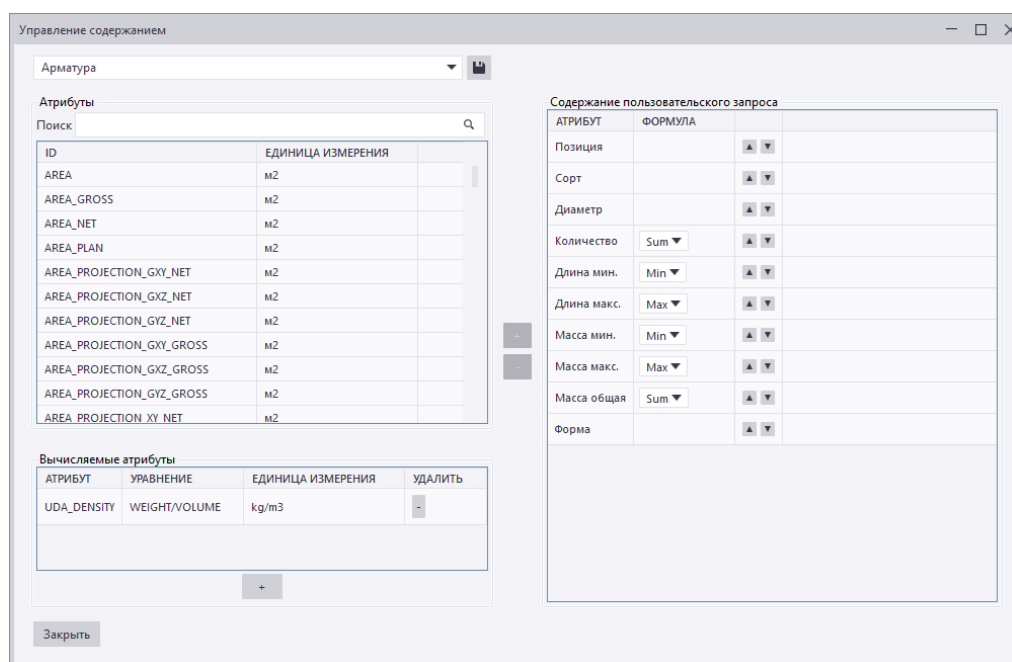 Управление содержанием
Арматура
Атрибуты
Поиск
ID ЕДИНИЦА ИЗМЕРЕНИЯ
AREA м2
AREA_GROSS м2
AREA_NET м2
AREA_PLAN м2
AREA_PROJECTION_GXY_NET м2
AREA_PROJECTION_GXZ_NET м2
AREA_PROJECTION_GYZ_NET м2
AREA_PROJECTION_GXY_GROSS м2
AREA_PROJECTION_GXZ_GROSS м2
AREA_PROJECTION_GYZ_GROSS м2
AREA_PROJECTION_XY_NET м2
Вычисляемые атрибуты
АТРИБУТ УРАВНЕНИЕ ЕДИНИЦА ИЗМЕРЕНИЯ УДАЛИТЬ
UDA_DENSITY WEIGHT/VOLUME kg/m3 -
+
Закрыть
+
-
Содержание пользовательского запроса
АТРИБУТ ФОРМУЛА
Позиция
Сорт
Диаметр
Количество Sum
Длина мин. Min
Длина макс. Max
Масса мин. Min
Масса макс. Max
Масса общая Sum
Форма